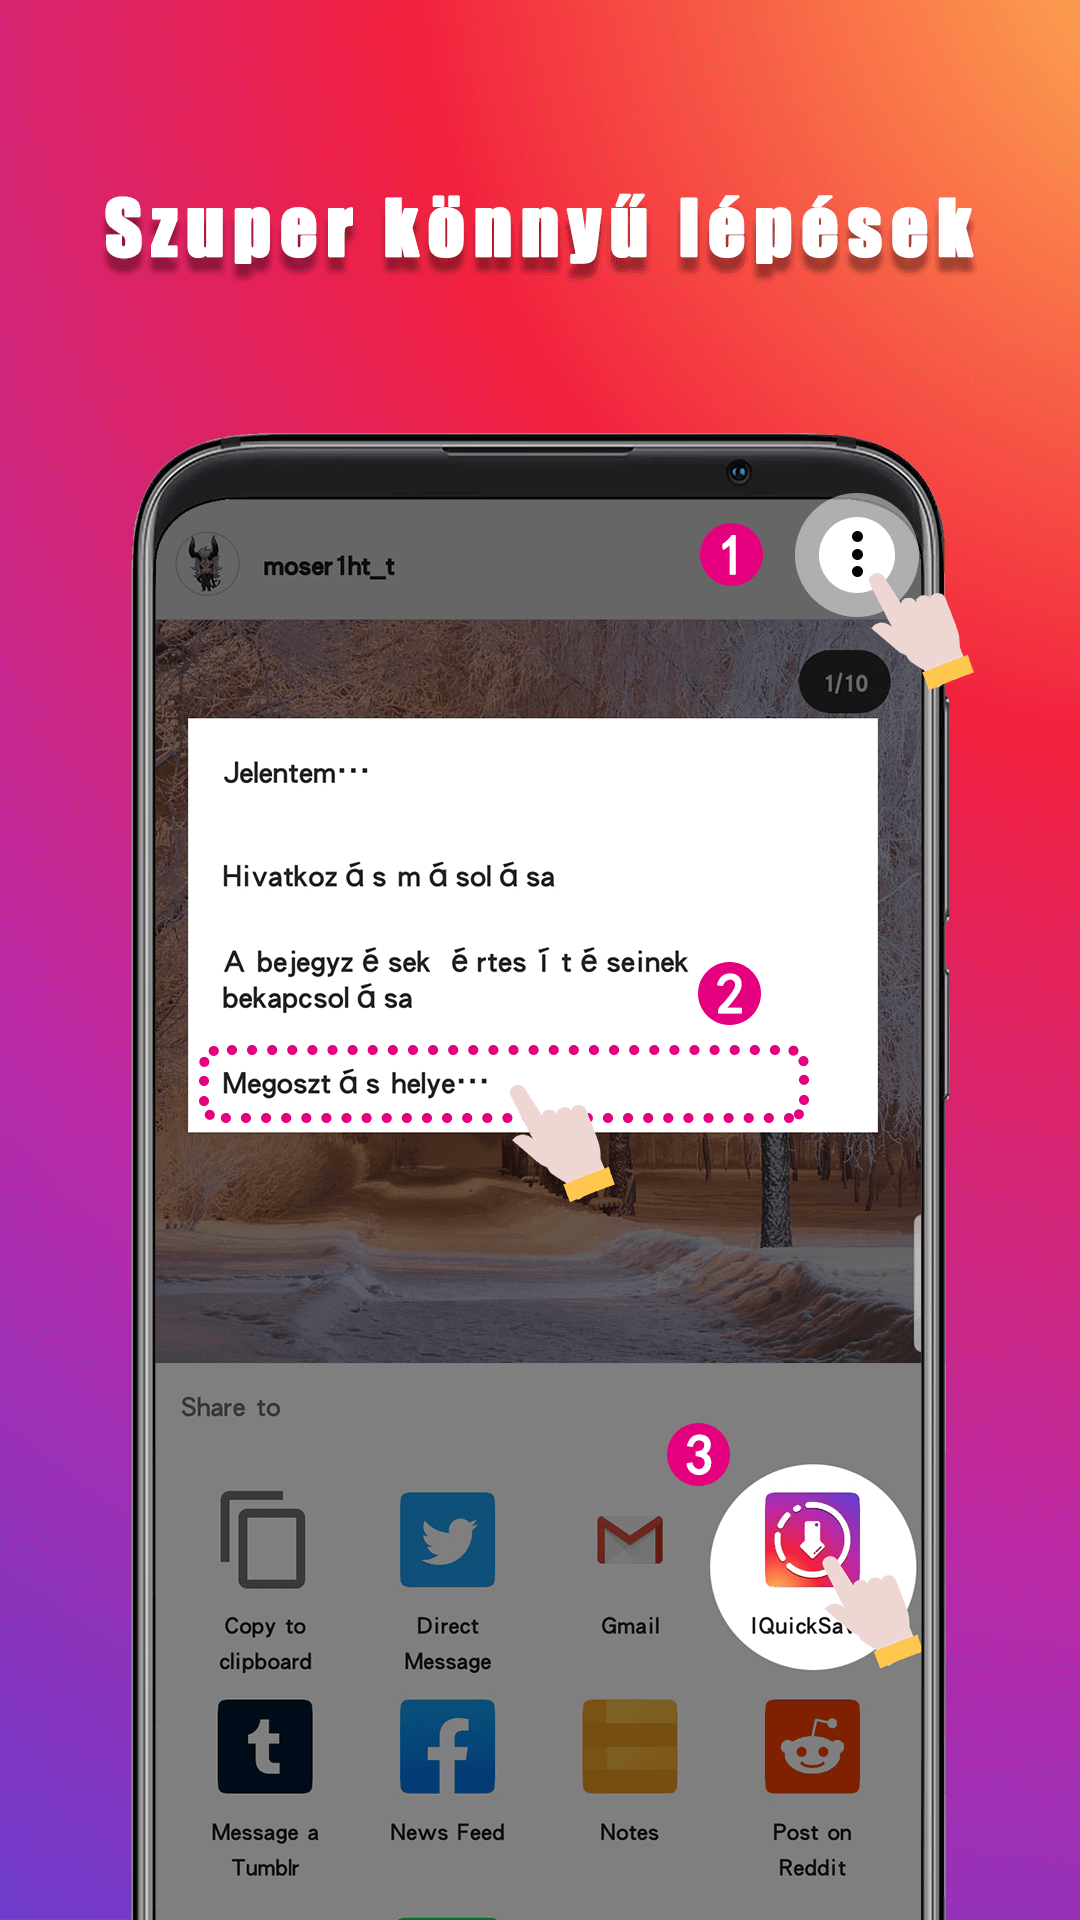 Szuper könnyű lépések
moser1ht_t
1
1/10
Jelentem···
Hivatkozás másolása
A bejegyzések értesítéseinek
bekapcsolása
2
Megosztás helye···
Share to
3
Copy to
clipboard
Direct
Message
Gmail
Message a
Tumblr
News Feed
Notes
Post on
Reddit